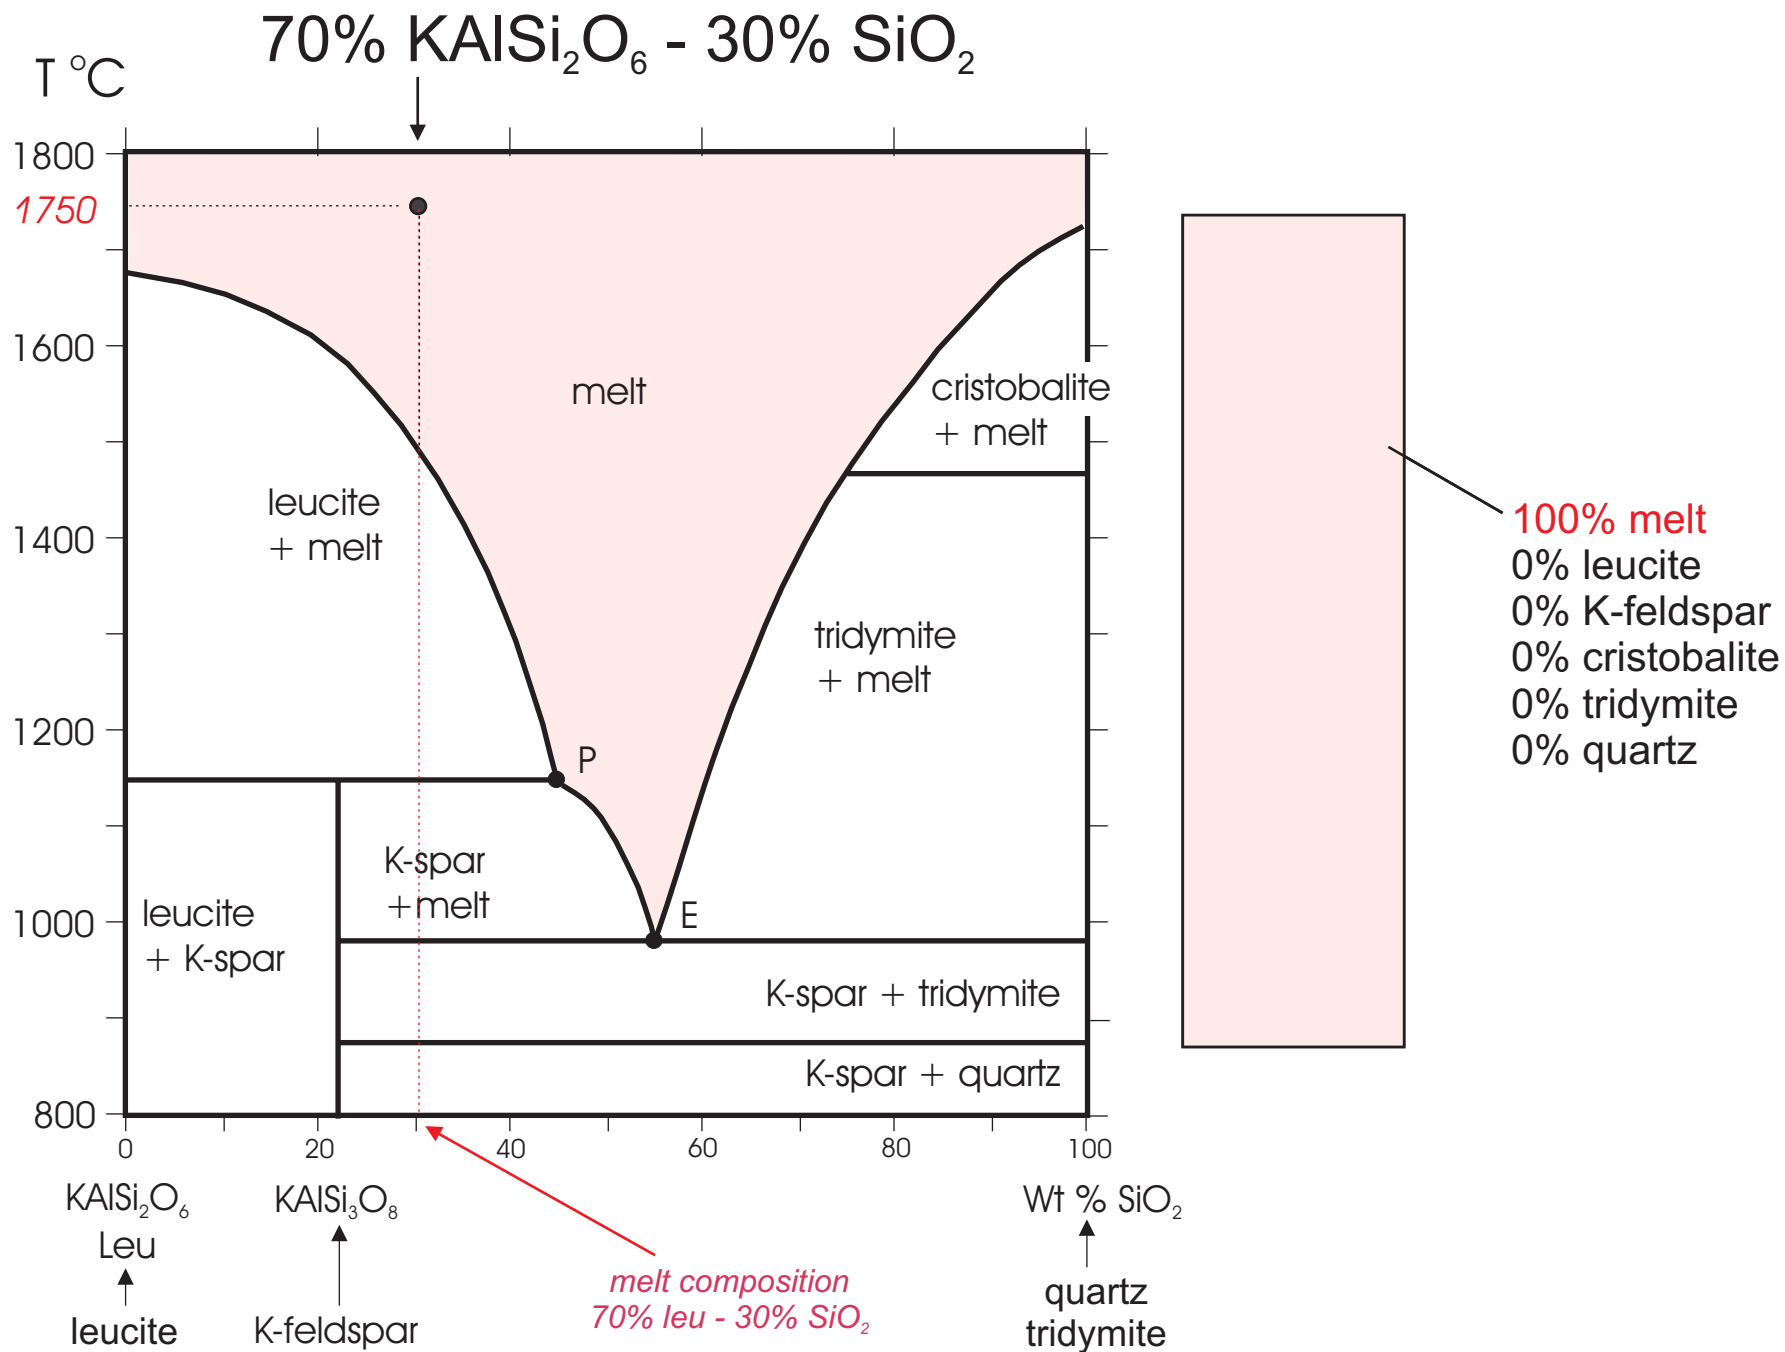 70% KAlSi₂O₆ - 30% SiO₂
T °C
1800
1750
1600
1400
1200
1000
800
melt
cristobalite
+ melt
leucite
+ melt
tridymite
+ melt
P
K-spar
+melt
E
leucite
+ K-spar
K-spar + tridymite
K-spar + quartz
0
20
40
60
80
100
KAlSi₂O₆
Leu
leucite
KAlSi₃O₈
K-feldspar
melt composition
70% leu - 30% SiO₂
Wt % SiO₂
quartz
tridymite
100% melt
0% leucite
0% K-feldspar
0% cristobalite
0% tridymite
0% quartz